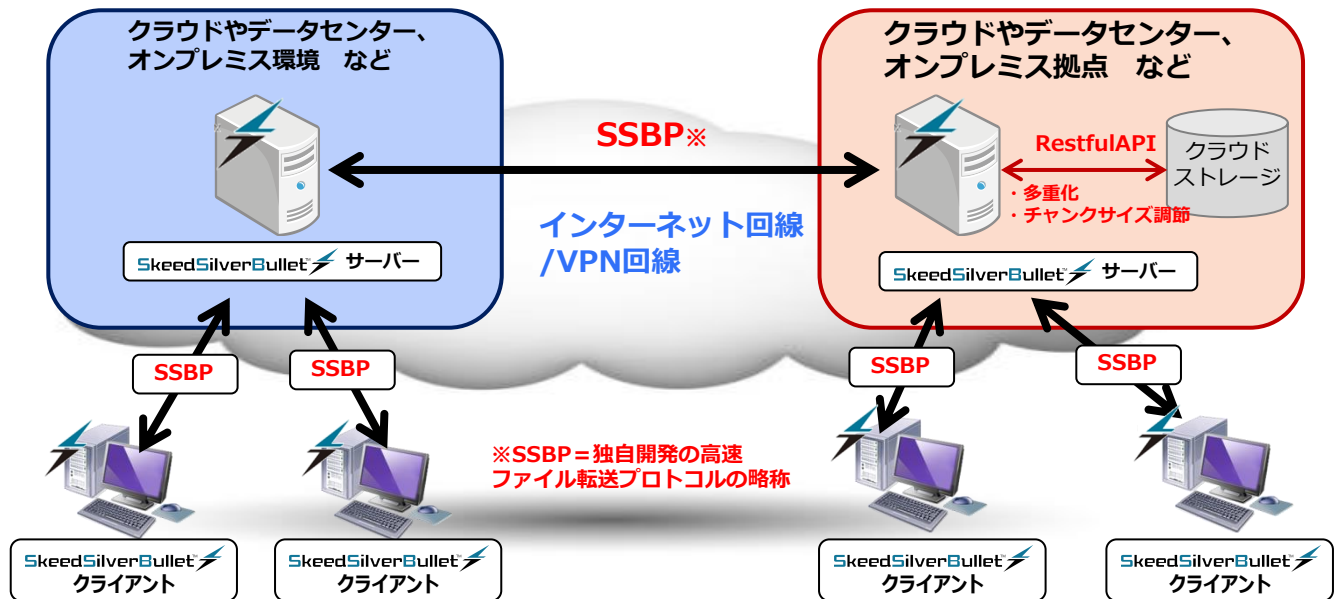 クラウドやデータセンター、
オンプレミス環境　など
クラウドやデータセンター、
オンプレミス拠点　など
SSBP※
RestfulAPI
クラウド
ストレージ
・多重化
・チャンクサイズ調節
インターネット回線
/VPN回線
SkeedSilverBullet™ サーバー
SkeedSilverBullet™ サーバー
SSBP
SSBP
SSBP
SSBP
※SSBP＝独自開発の高速
ファイル転送プロトコルの略称
SkeedSilverBullet™
クライアント
SkeedSilverBullet™
クライアント
SkeedSilverBullet™
クライアント
SkeedSilverBullet™
クライアント